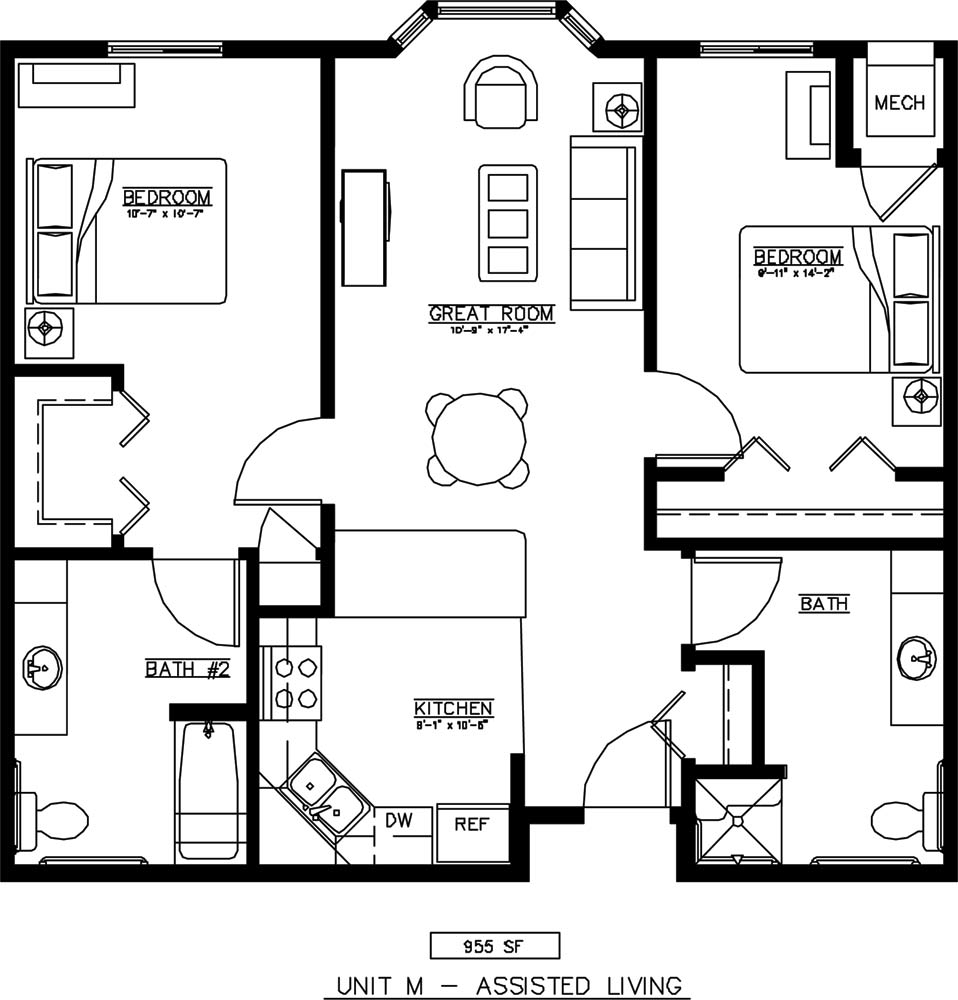 MECH
BEDROOM
10'-7" x 10'-7"
BEDROOM
9'-11" x 14'-2"
GREAT ROOM
10'-9" x 17'-4"
BATH
BATH #2
KITCHEN
8'-1" x 10'-6"
DW
REF
955 SF
UNIT M - ASSISTED LIVING